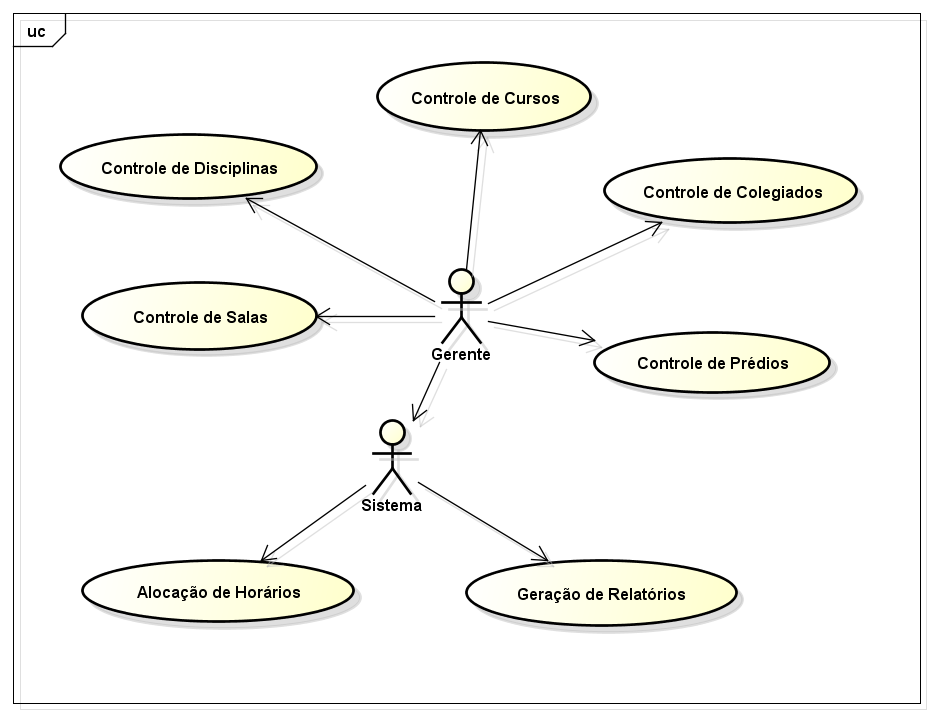 uc
Controle de Cursos
Controle de Disciplinas
Controle de Colegiados
Controle de Salas
Gerente
Controle de Prédios
Sistema
Alocação de Horários
Geração de Relatórios